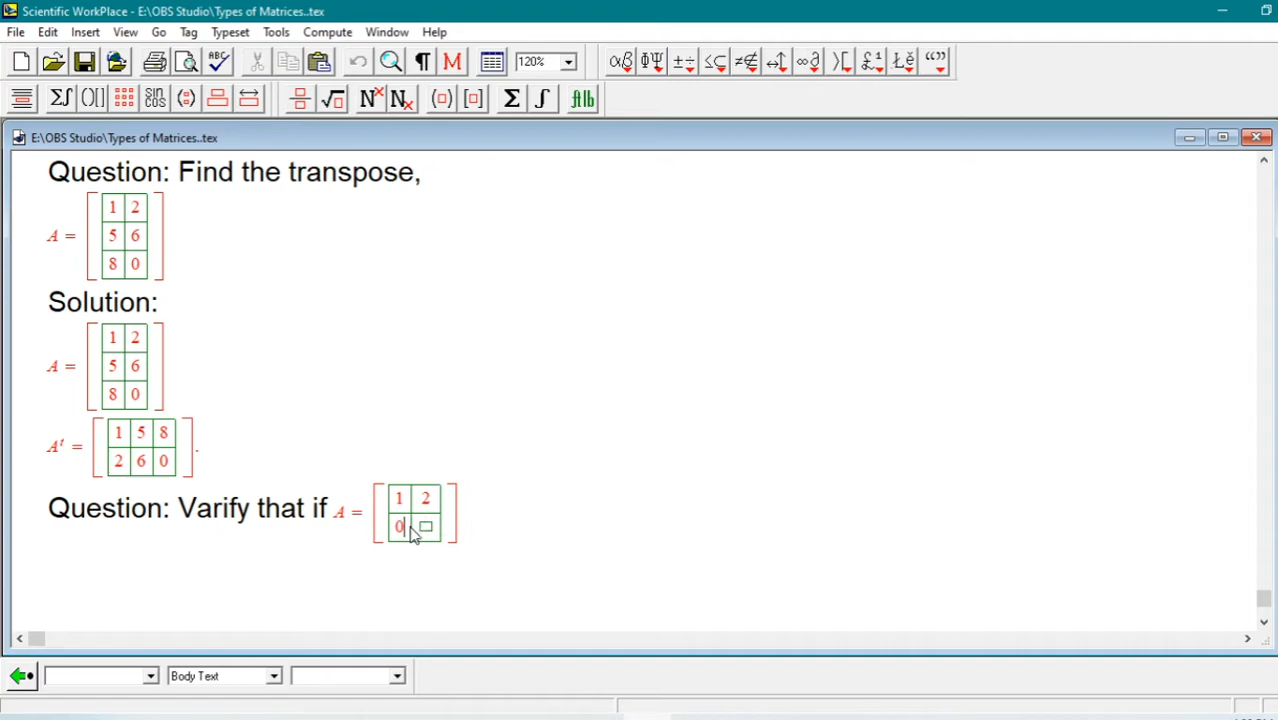 Scientific WorkPlace - E:\OBS Studio\Types of Matrices..tex
File Edit Insert View Go Tag Typeset Tools Compute Window Help
120%
E:\OBS Studio\Types of Matrices..tex
Question: Find the transpose,
A = [ 1 2
5 6
8 0 ]
Solution:
A = [ 1 2
5 6
8 0 ]
Aᵗ = [ 1 5 8
2 6 0 ].
Question: Varify that if A = [ 1 2
0 ]
Body Text